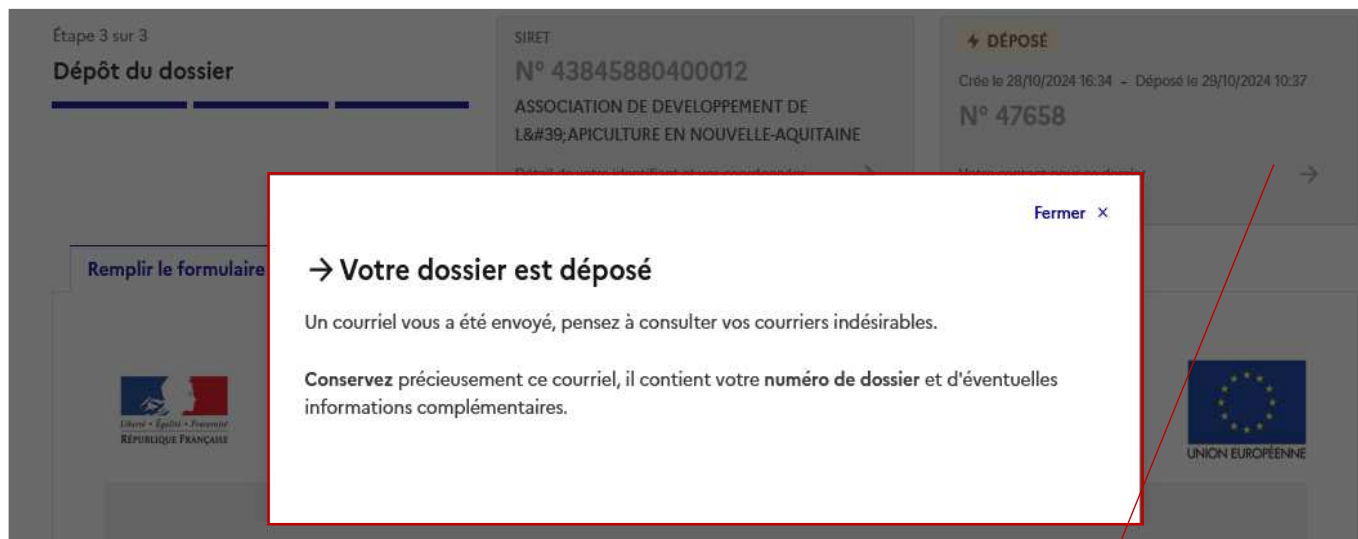 Étape 3 sur 3
Dépôt du dossier
SIRET
N° 43845880400012
ASSOCIATION DE DEVELOPPEMENT DE
L&#39;APICULTURE EN NOUVELLE-AQUITAINE
DÉPOSÉ
Crée le 28/10/2024 16:34 - Déposé le 29/10/2024 10:37
N° 47658
Remplir le formulaire
Fermer ×
→ Votre dossier est déposé
Un courriel vous a été envoyé, pensez à consulter vos courriers indésirables.
Conservez précieusement ce courriel, il contient votre numéro de dossier et d'éventuelles
informations complémentaires.
Liberté • Égalité • Fraternité
RÉPUBLIQUE FRANÇAISE
UNION EUROPÉENNE